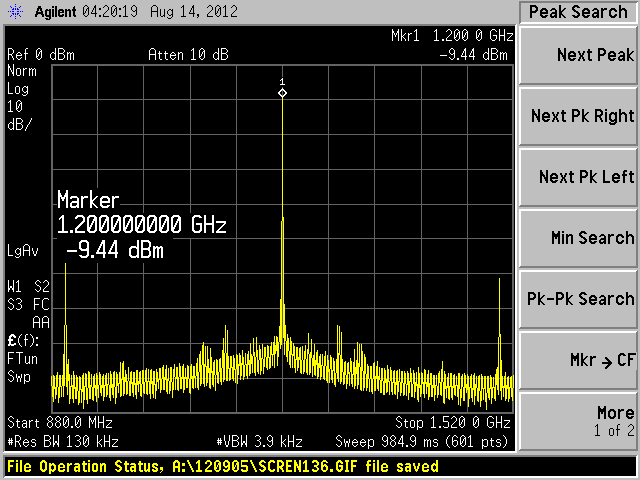 Agilent 04:20:19 Aug 14, 2012
Peak Search
Mkr1 1.200 0 GHz
Ref 0 dBm Atten 10 dB -9.44 dBm
Norm
Log
10
dB/
1
Marker
1.200000000 GHz
-9.44 dBm
LgAv
W1 S2
S3 FC
AA
£(f):
FTun
Swp
Start 880.0 MHz Stop 1.520 0 GHz
#Res BW 130 kHz #VBW 3.9 kHz Sweep 984.9 ms (601 pts)
File Operation Status, A:\120905\SCREN136.GIF file saved
Next Peak
Next Pk Right
Next Pk Left
Min Search
Pk-Pk Search
Mkr → CF
More
1 of 2